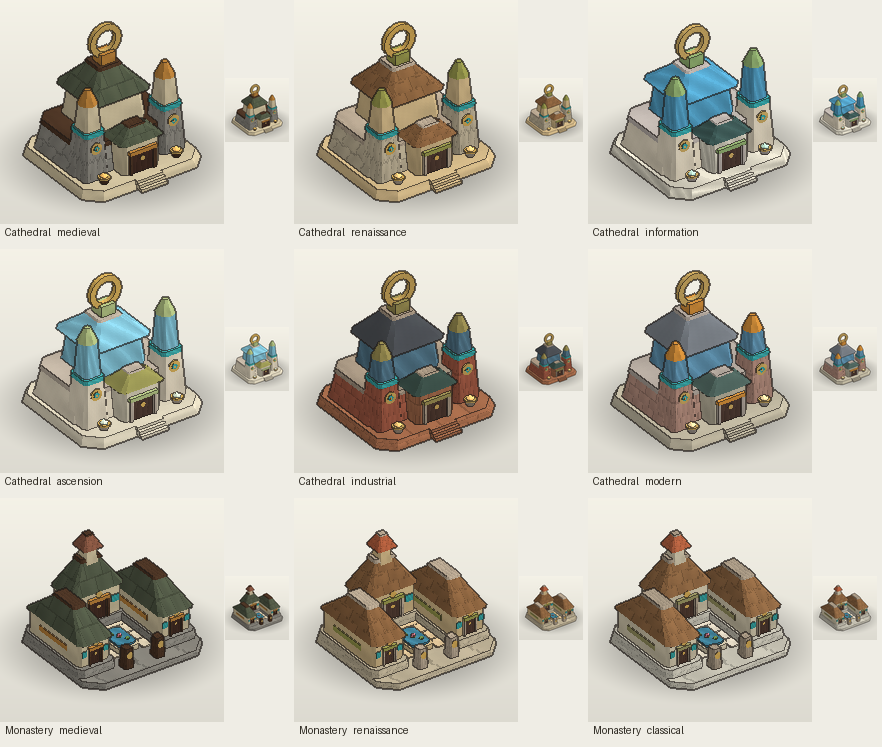 Cathedral medieval
Cathedral renaissance
Cathedral information
Cathedral ascension
Cathedral industrial
Cathedral modern
Monastery medieval
Monastery renaissance
Monastery classical